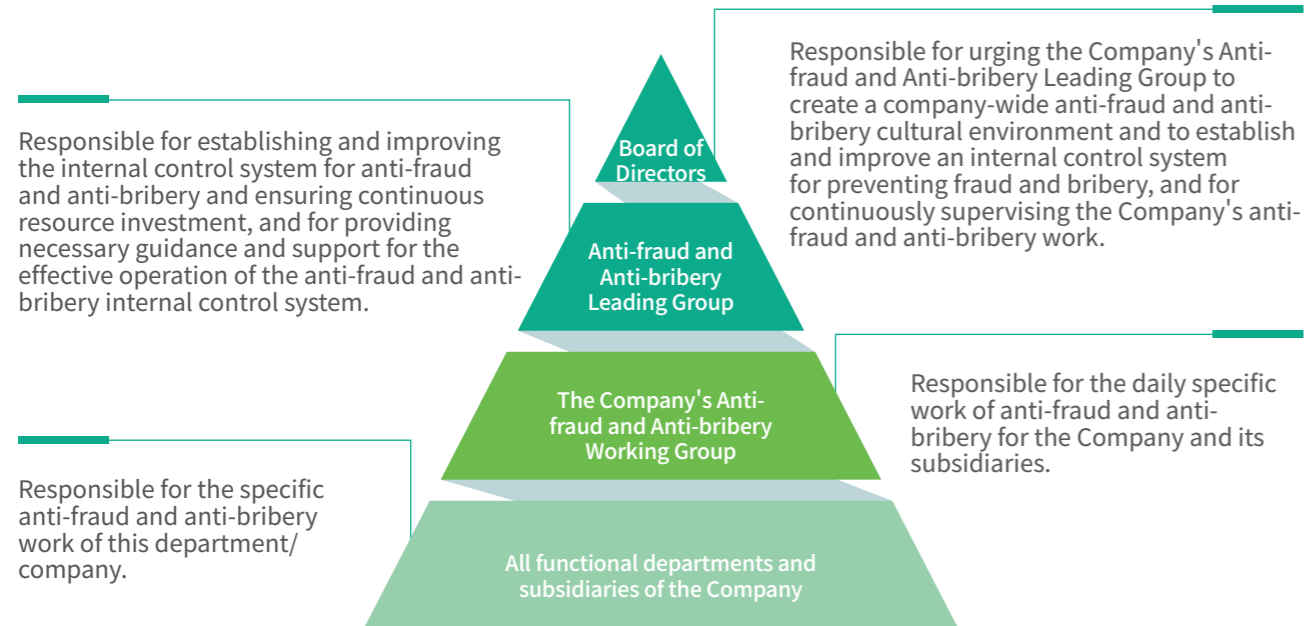 Board of
Directors
Responsible for urging the Company's Anti-
fraud and Anti-bribery Leading Group to
create a company-wide anti-fraud and anti-
bribery cultural environment and to establish
and improve an internal control system
for preventing fraud and bribery, and for
continuously supervising the Company's anti-
fraud and anti-bribery work.
Responsible for establishing and improving
the internal control system for anti-fraud
and anti-bribery and ensuring continuous
resource investment, and for providing
necessary guidance and support for the
effective operation of the anti-fraud and anti-
bribery internal control system.
Anti-fraud and
Anti-bribery
Leading Group
The Company's Anti-
fraud and Anti-bribery
Working Group
Responsible for the daily specific
work of anti-fraud and anti-
bribery for the Company and its
subsidiaries.
Responsible for the specific
anti-fraud and anti-bribery
work of this department/
company.
All functional departments and
subsidiaries of the Company